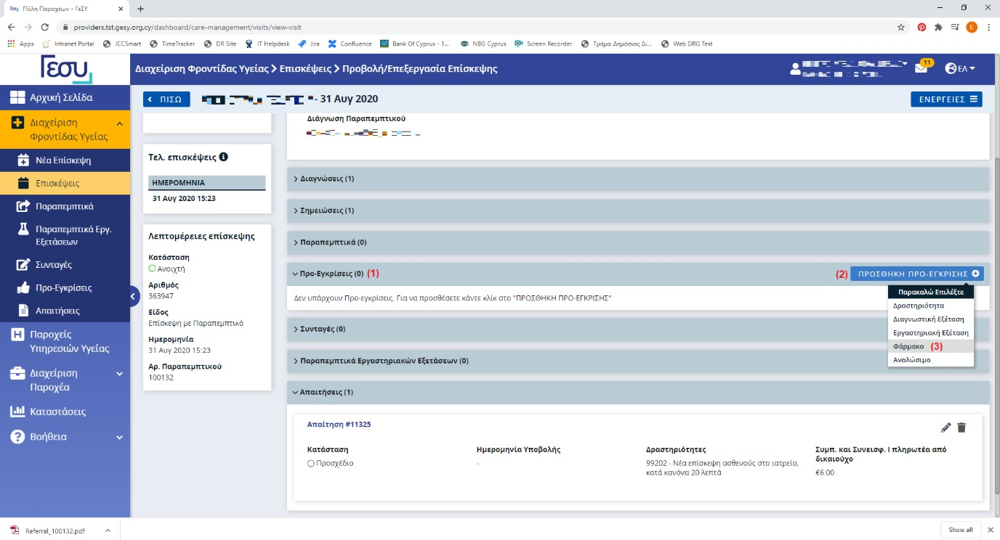 Πύλη Παροχέων - ΓεΣΥ
providers.tst.gesy.org.cy/dashboard/care-management/visits/view-visit
E
Apps Intranet Portal JCCSmart TimeTracker DR Site IT Helpdesk Jira Confluence Bank Of Cyprus - 1... NBG Cyprus Screen Recorder Τμήμα Δημόσιας Δι... Web DRG Test
Γεσυ
Διαχείριση Φροντίδας Υγείας > Επισκέψεις > Προβολή/Επεξεργασία Επίσκεψης
11
ΕΛ
Αρχική Σελίδα
Διαχείριση
Φροντίδας Υγείας
Νέα Επίσκεψη
Επισκέψεις
Παραπεμπτικά
Παραπεμπτικά Εργ.
Εξετάσεων
Συνταγές
Προ-Εγκρίσεις
Απαιτήσεις
Παροχείς
Υπηρεσιών Υγείας
Διαχείριση
Παροχέα
Καταστάσεις
Βοήθεια
ΠΙΣΩ
- 31 Αυγ 2020
ΕΝΕΡΓΕΙΕΣ
Τελ. επισκέψεις
ΗΜΕΡΟΜΗΝΙΑ
31 Αυγ 2020 15:23
Λεπτομέρειες επίσκεψης
Κατάσταση
Ανοιχτή
Αριθμός
363947
Είδος
Επίσκεψη με Παραπεμπτικό
Ημερομηνία
31 Αυγ 2020 15:23
Αρ. Παραπεμπτικού
100132
Διάγνωση Παραπεμπτικού
Διαγνώσεις (1)
Σημειώσεις (1)
Παραπεμπτικά (0)
Προ-Εγκρίσεις (0) (1)
(2) ΠΡΟΣΘΗΚΗ ΠΡΟ-ΕΓΚΡΙΣΗΣ
Παρακαλώ Επιλέξτε
Δραστηριότητα
Διαγνωστική Εξέταση
Εργαστηριακή Εξέταση
Φάρμακο (3)
Αναλώσιμο
Δεν υπάρχουν Προ-εγκρίσεις. Για να προσθέσετε κάντε κλίκ στο "ΠΡΟΣΘΗΚΗ ΠΡΟ-ΕΓΚΡΙΣΗΣ"
Συνταγές (0)
Παραπεμπτικά Εργαστηριακών Εξετάσεων (0)
Απαιτήσεις (1)
Απαίτηση #11325
Κατάσταση
Προσχέδιο
Ημερομηνία Υποβολής
-
Δραστηριότητες
99202 - Νέα επίσκεψη ασθενούς στο ιατρείο,
κατά κανόνα 20 λεπτά
Συμπ. και Συνεισφ. Ι πληρωτέα από
δικαιούχο
€6.00
Referral_100132.pdf
Show all